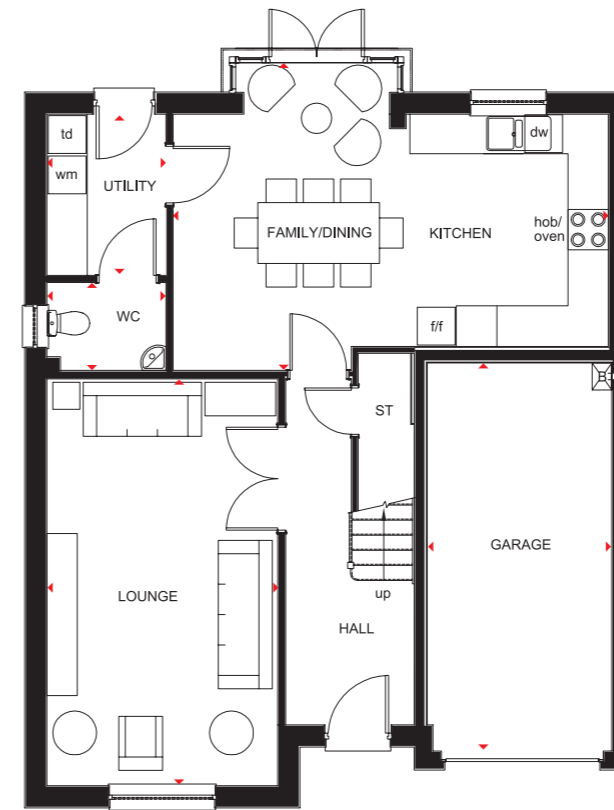 td
dw
wm
UTILITY
hob/
oven
FAMILY/DINING
KITCHEN
WC
f/f
ST
B
GARAGE
LOUNGE
up
HALL